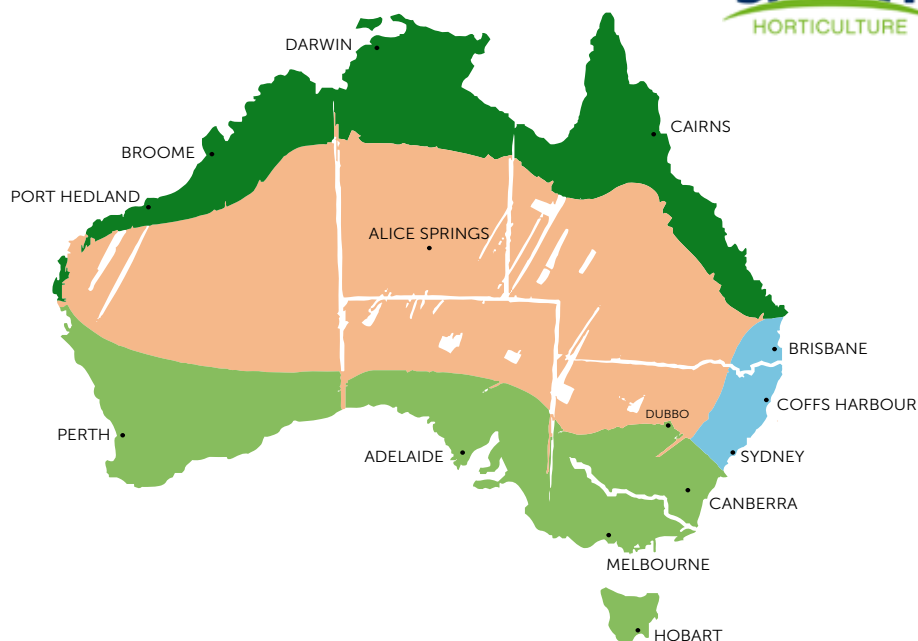 HORTICULTURE
DARWIN
CAIRNS
BROOME
PORT HEDLAND
ALICE SPRINGS
BRISBANE
COFFS HARBOUR
DUBBO
PERTH
ADELAIDE
SYDNEY
CANBERRA
MELBOURNE
HOBART